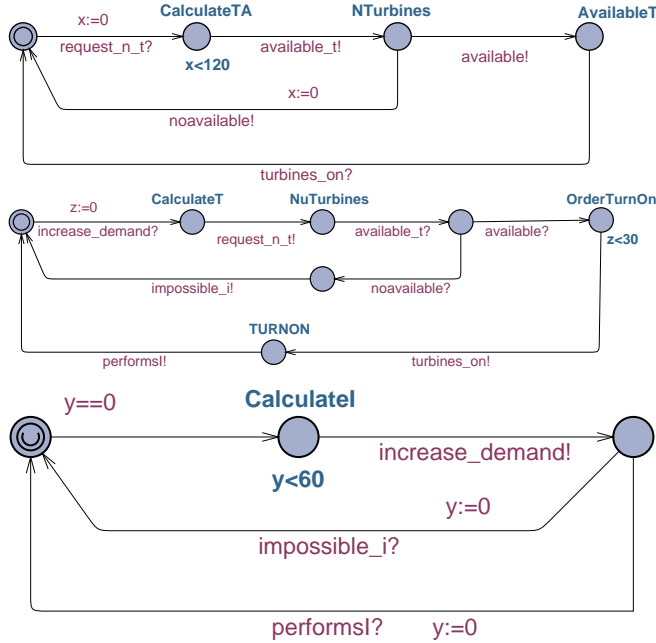 x:=0
CalculateTA
NTurbines
AvailableT
request_n_t?
available_t!
available!
x<120
x:=0
noavailable!
turbines_on?
z:=0
CalculateT
NuTurbines
OrderTurnOn
increase_demand?
request_n_t!
available_t?
available?
z<30
impossible_i!
noavailable?
TURNON
performsI!
turbines_on!
y==0
CalculateI
increase_demand!
y<60
y:=0
impossible_i?
performsI?
y:=0